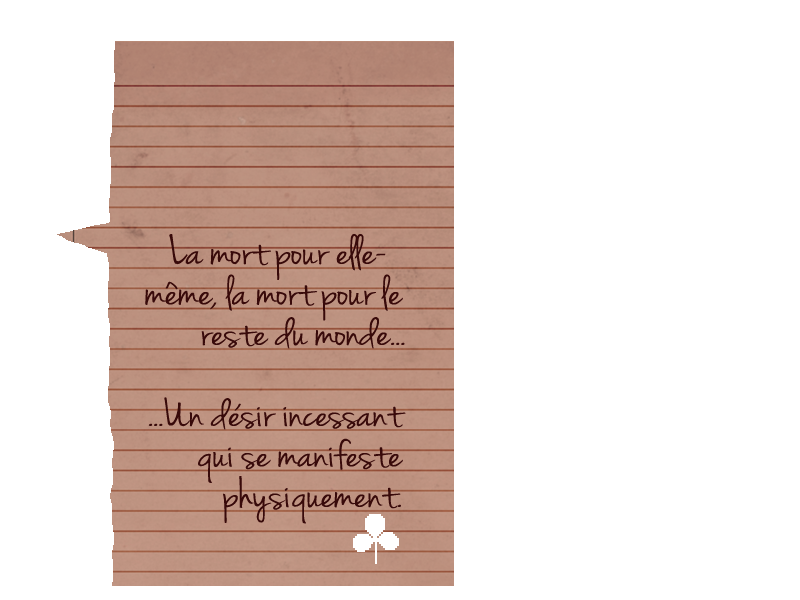 La mort pour elle-
même, la mort pour le
reste du monde...
...Un désir incessant
qui se manifeste
physiquement.